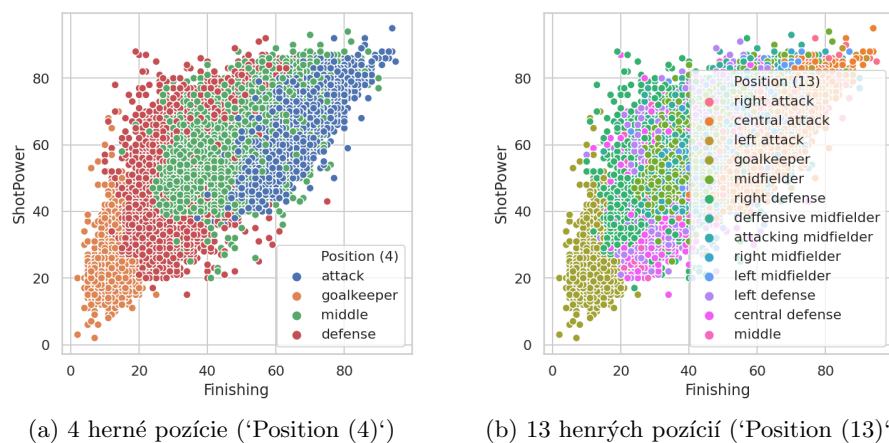 ShotPower
80
60
40
20
0
0
20
40
60
80
Finishing
Position (4)
attack
goalkeeper
middle
defense
(a) 4 herné pozície (‘Position (4)‘)
ShotPower
80
60
40
20
0
0
20
40
60
80
Finishing
Position (13)
right attack
central attack
left attack
goalkeeper
midfielder
right defense
deffensive midfielder
attacking midfielder
right midfielder
left midfielder
left defense
central defense
middle
(b) 13 henrých pozícií (‘Position (13)‘